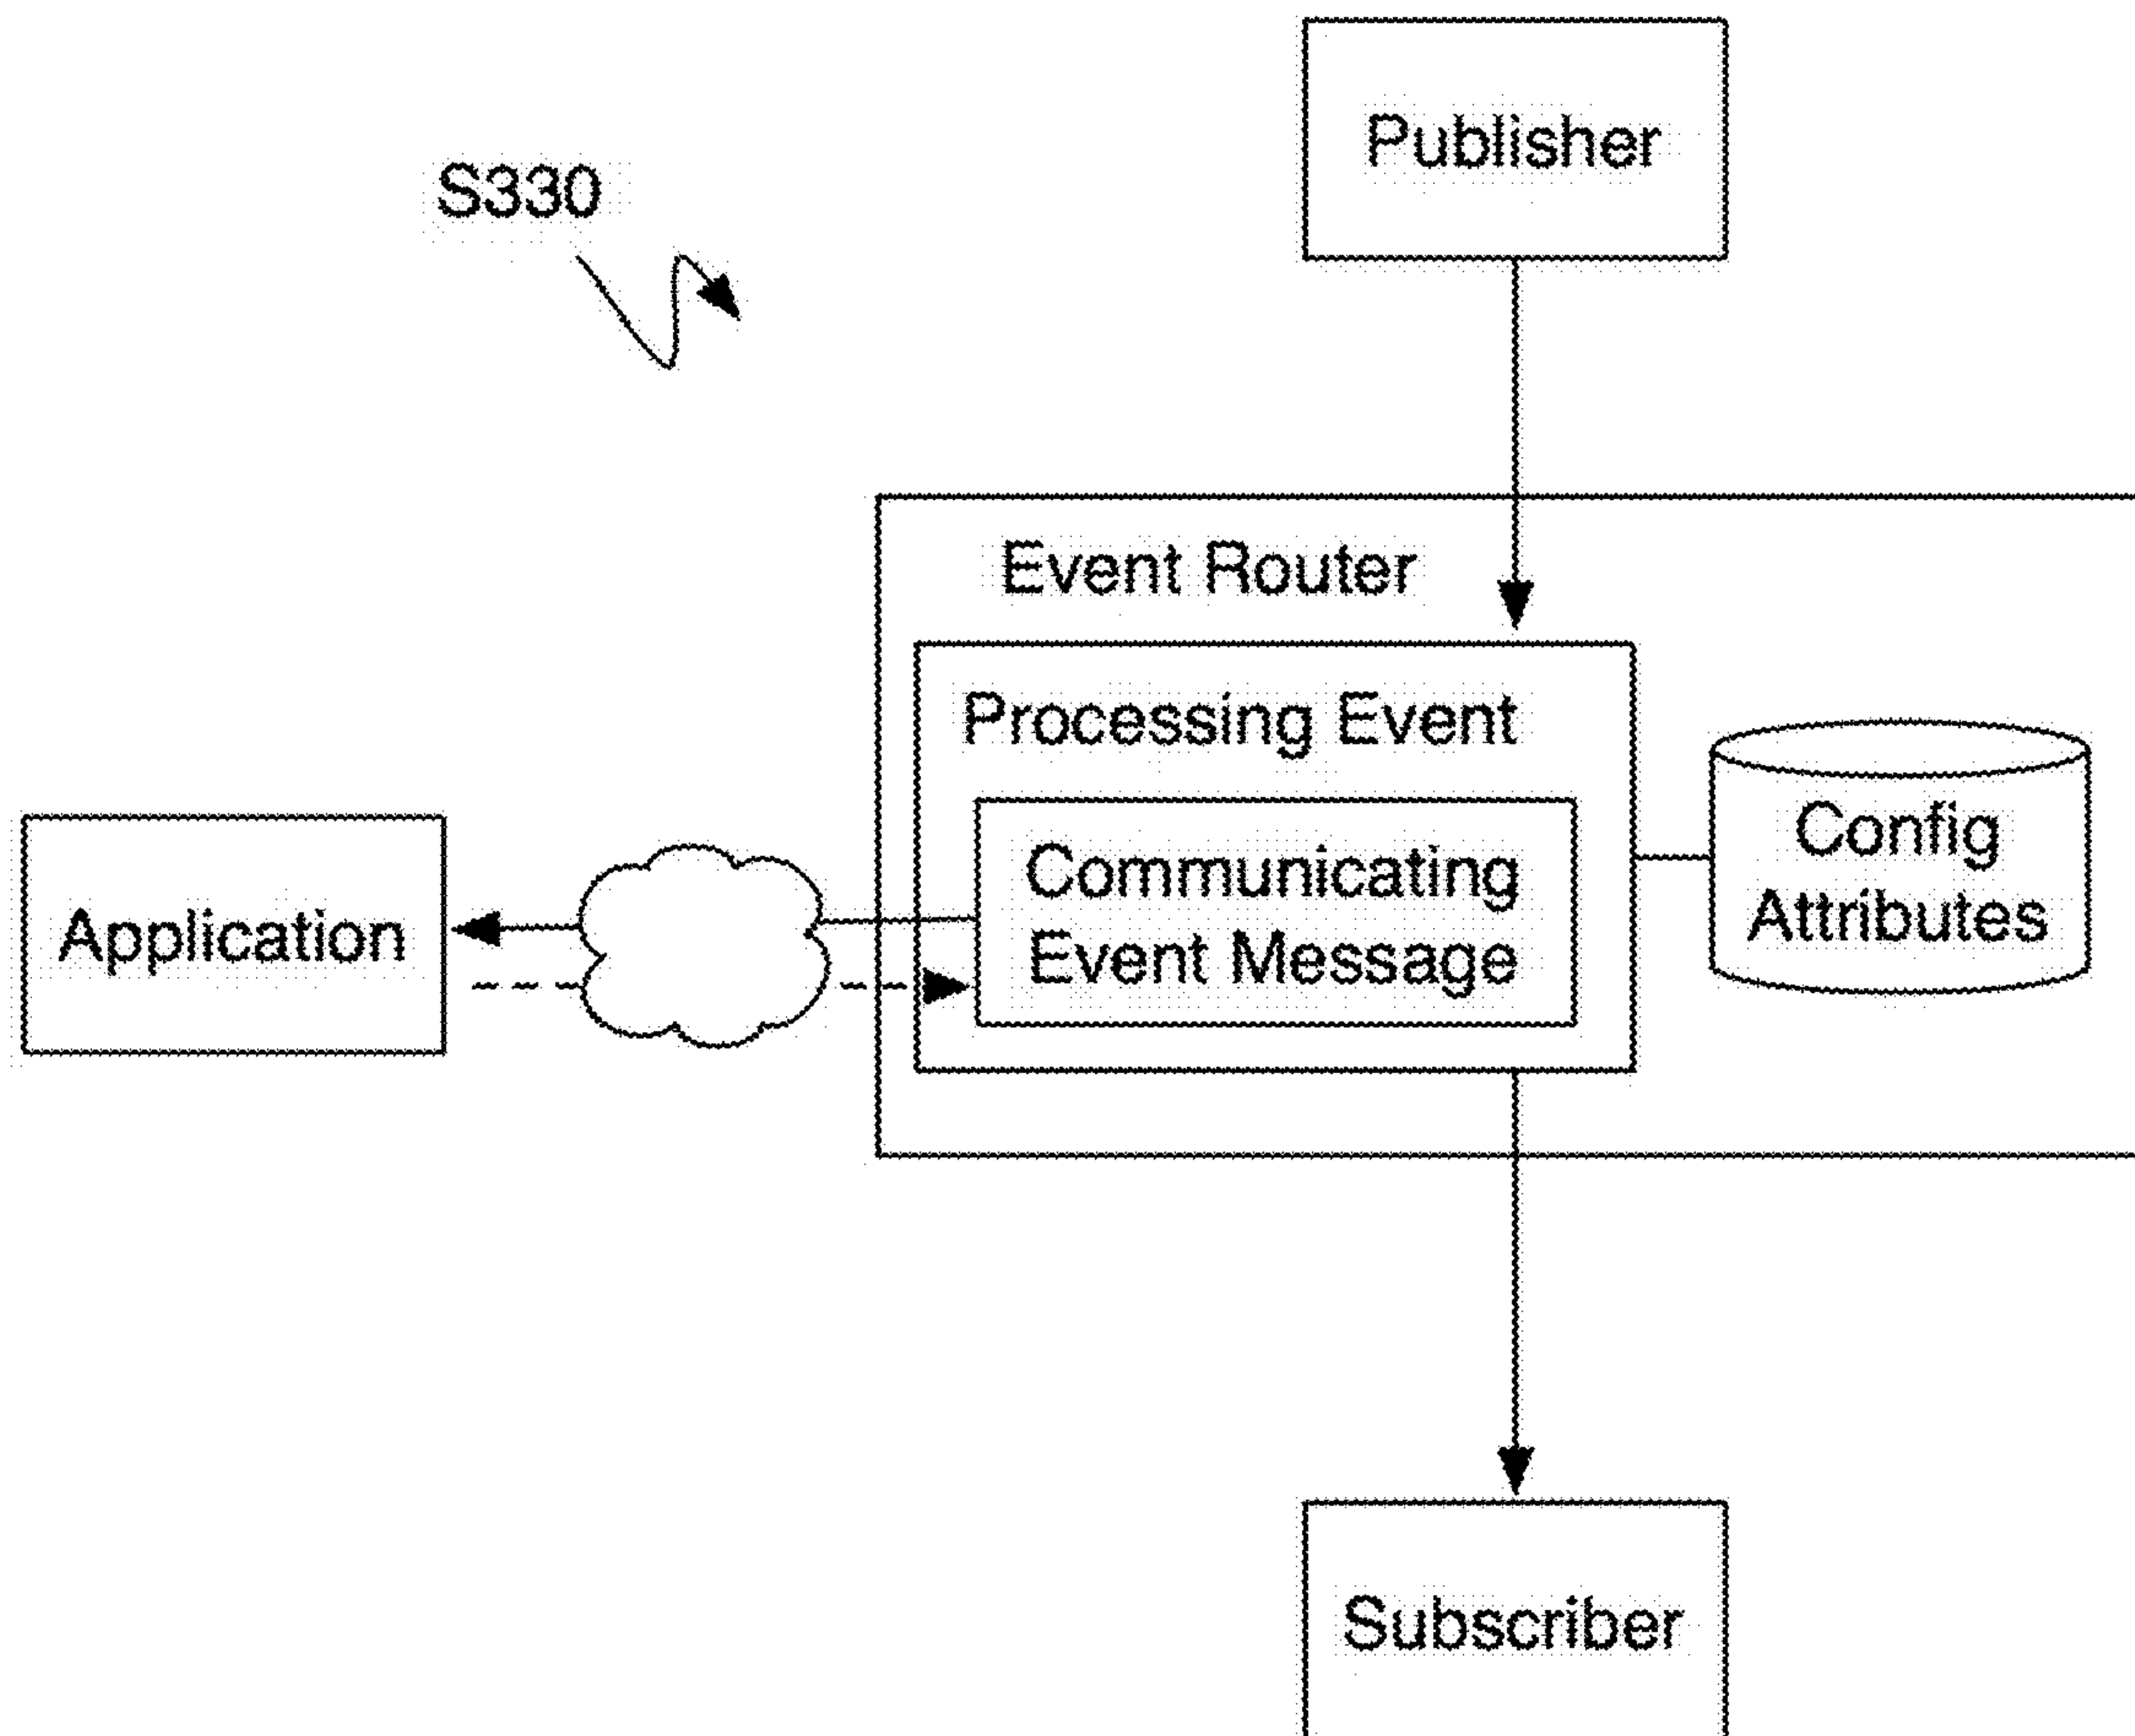 Publisher
S330
Event Router
Processing Event
Config
Attributes
Communicating
Event Message
Application
Subscriber